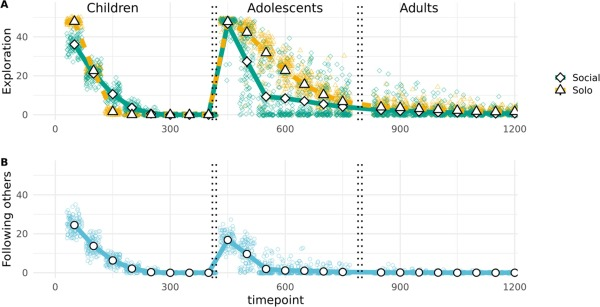 A
Children
Adolescents
Adults
Exploration
40
20
0
0
300
600
900
1200
Social
Solo
B
Following others
40
20
0
0
300
600
900
1200
timepoint